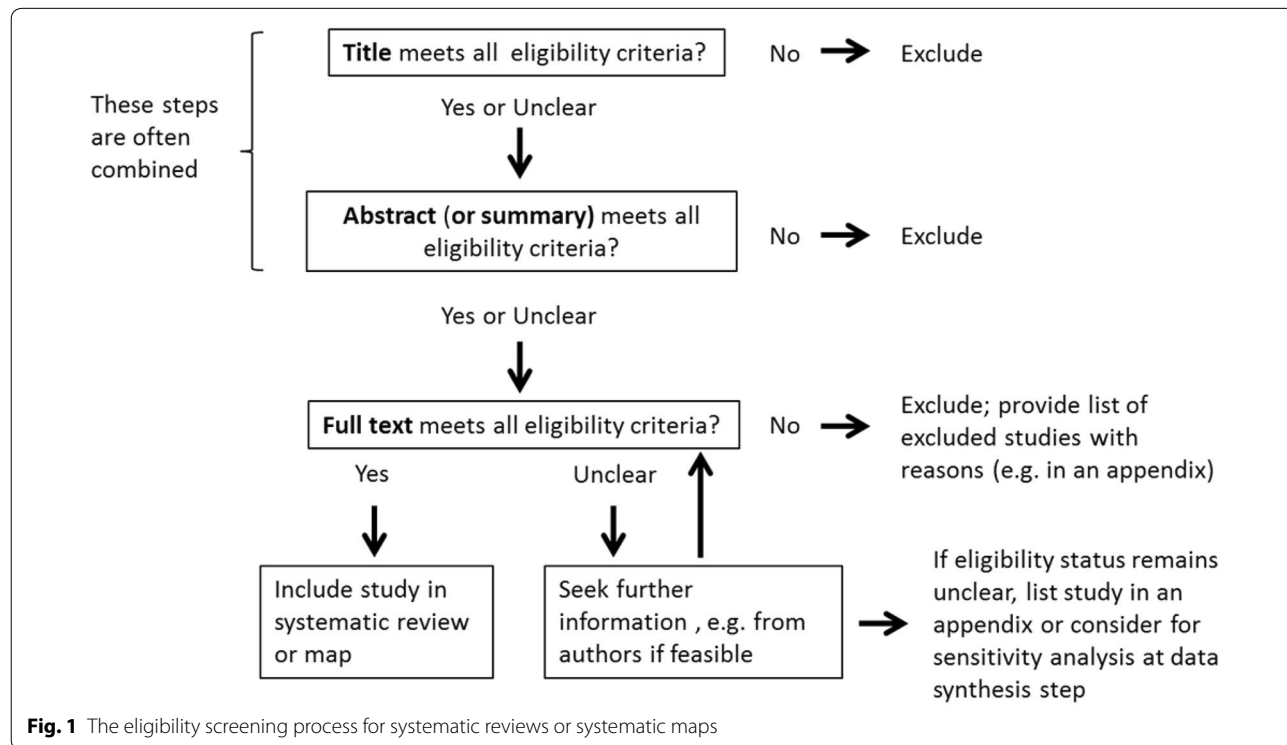 Title meets all eligibility criteria?
No
Exclude
These steps
are often
combined
Yes or Unclear
Abstract (or summary) meets all
eligibility criteria?
No
Exclude
Yes or Unclear
Full text meets all eligibility criteria?
No
Exclude; provide list of
excluded studies with
reasons (e.g. in an appendix)
Yes
Unclear
Include study in
systematic review
or map
Seek further
information , e.g. from
authors if feasible
If eligibility status remains
unclear, list study in an
appendix or consider for
sensitivity analysis at data
synthesis step
Fig. 1 The eligibility screening process for systematic reviews or systematic maps